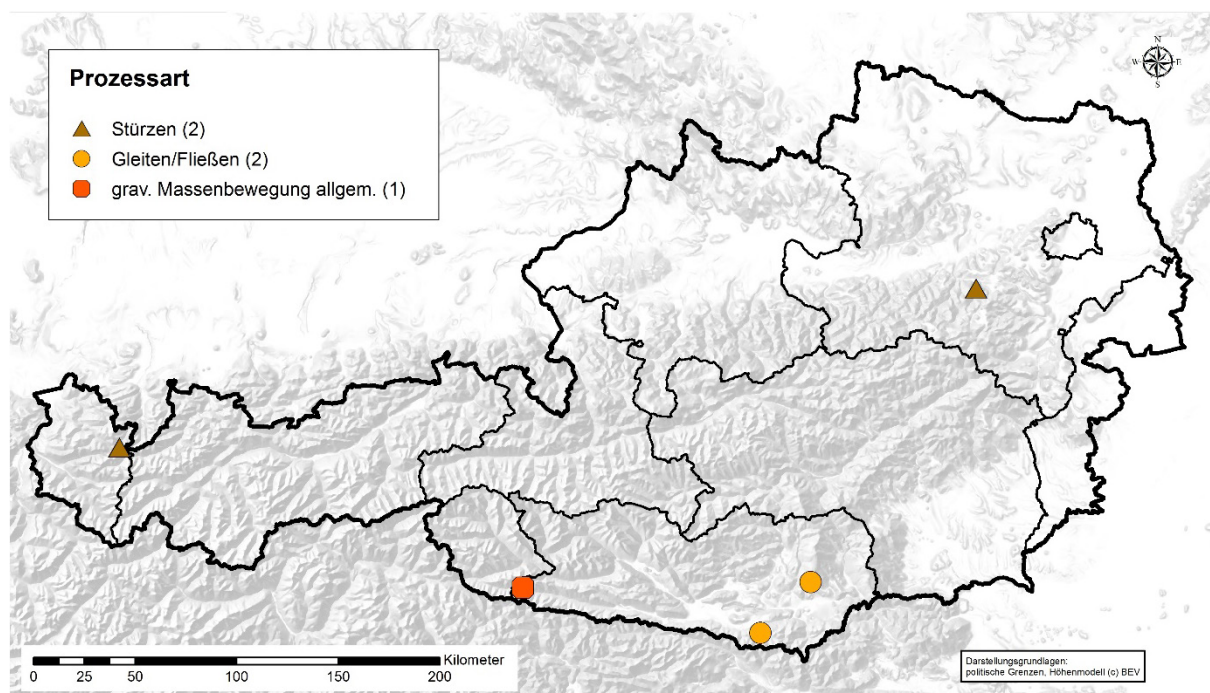 Prozessart
Stürzen (2)
Gleiten/Fließen (2)
grav. Massenbewegung allgem. (1)
N
W E
S
Kilometer
0 25 50 100 150 200
Darstellungsgrundlagen:
politische Grenzen, Höhenmodell (c) BEV